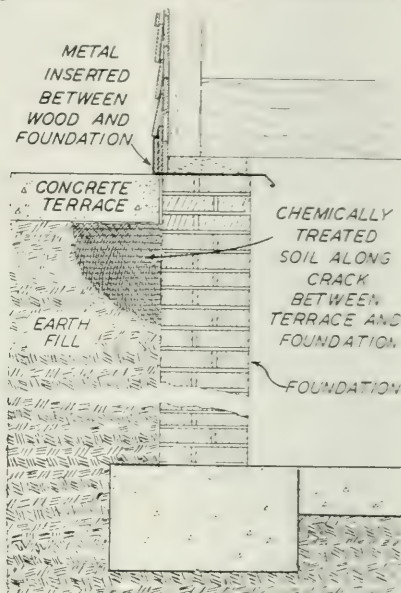 METAL
INSERTED
BETWEEN
WOOD AND
FOUNDATION
CONCRETE
TERRACE
CHEMICALLY
TREATED
SOIL ALONG
CRACK
BETWEEN
TERRACE AND
FOUNDATION
EARTH
FILL
FOUNDATION